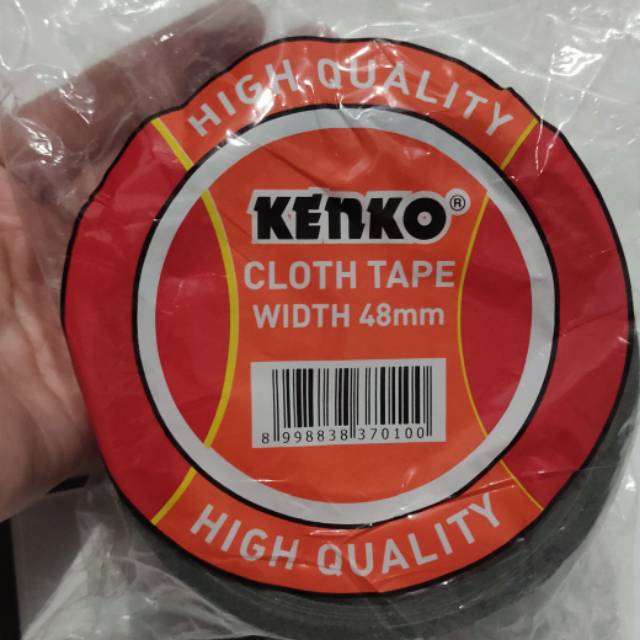 HIGH QUALITY
KENKO®
CLOTH TAPE
WIDTH 48mm
8 998838 370100
HIGH QUALITY